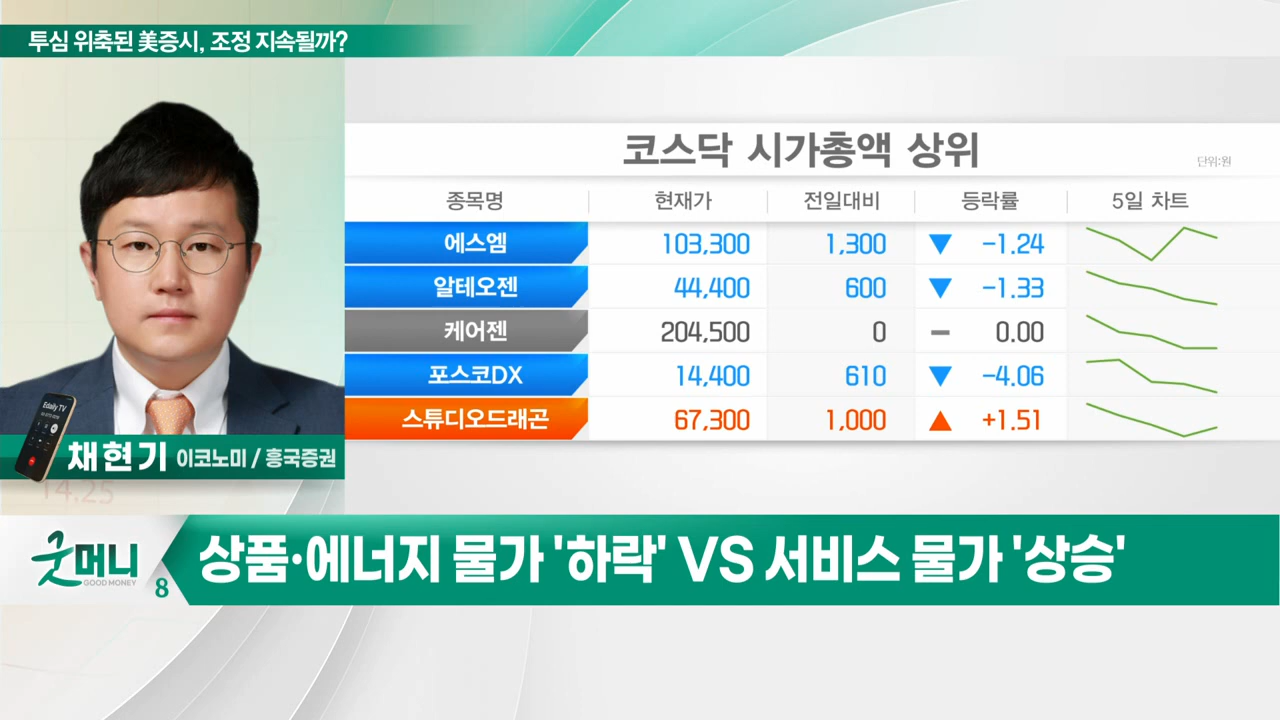 투심 위축된 美증시, 조정 지속될까?
코스닥 시가총액 상위
단위:원
종목명 현재가 전일대비 등락률 5일 차트
에스엠 103,300 1,300 ▼ -1.24
알테오젠 44,400 600 ▼ -1.33
케어젠 204,500 0 - 0.00
포스코DX 14,400 610 ▼ -4.06
스튜디오드래곤 67,300 1,000 ▲ +1.51
Edaily TV
채현기 이코노미 / 흥국증권
14.25
굿머니
GOOD MONEY
8
상품·에너지 물가 '하락' VS 서비스 물가 '상승'